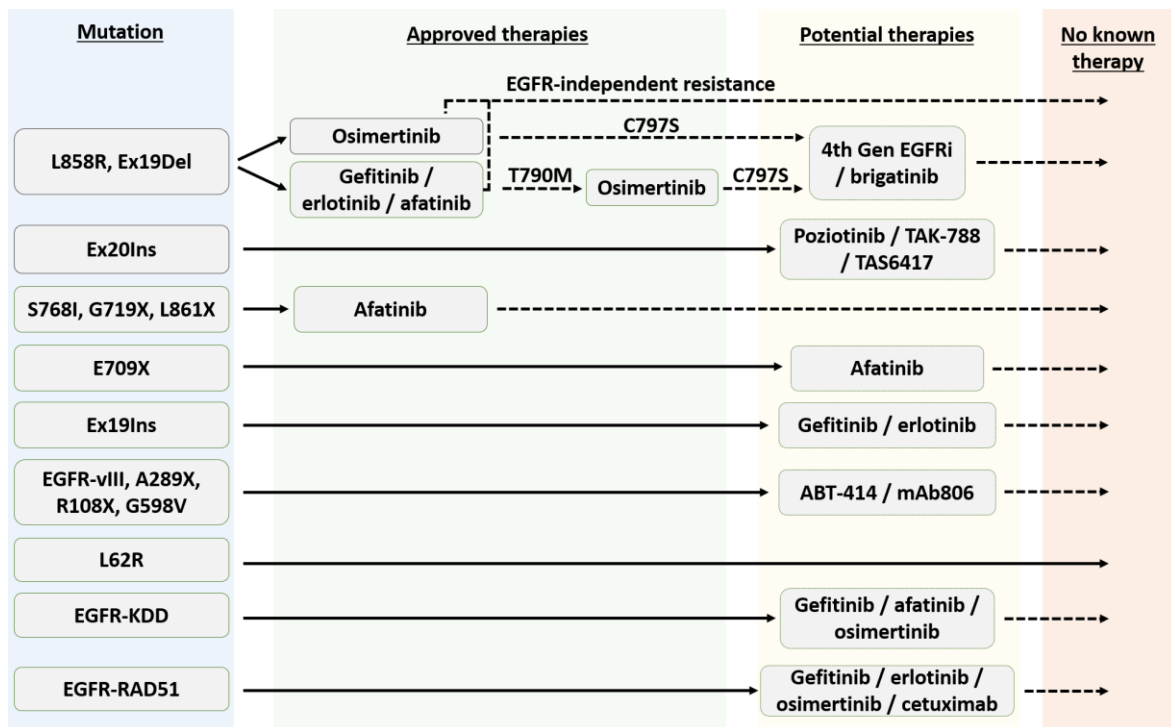 Mutation
Approved therapies
Potential therapies
No known
therapy
EGFR-independent resistance
L858R, Ex19Del
Osimertinib
C797S
4th Gen EGFRi
/ brigatinib
Gefitinib /
erlotinib / afatinib
T790M
Osimertinib
C797S
Ex20Ins
Poziotinib / TAK-788
/ TAS6417
S768I, G719X, L861X
Afatinib
E709X
Afatinib
Ex19Ins
Gefitinib / erlotinib
EGFR-vIII, A289X,
R108X, G598V
ABT-414 / mAb806
L62R
EGFR-KDD
Gefitinib / afatinib /
osimertinib
EGFR-RAD51
Gefitinib / erlotinib /
osimertinib / cetuximab